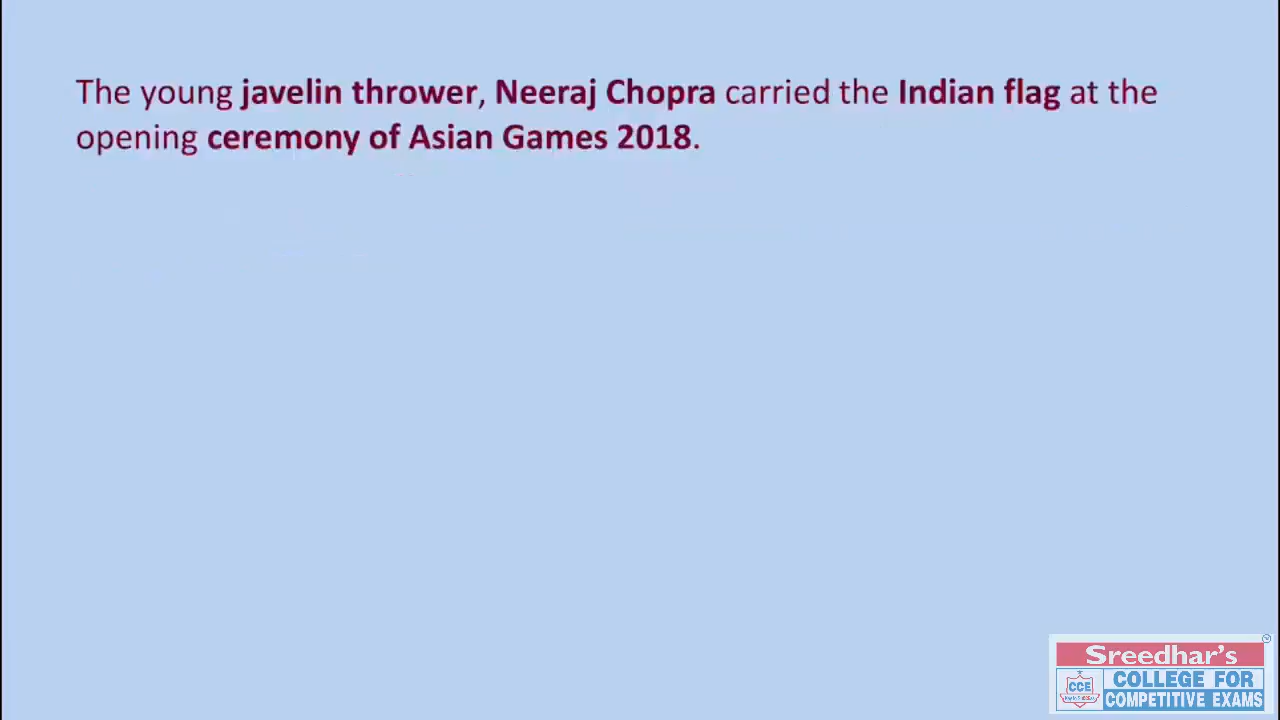 The young javelin thrower, Neeraj Chopra carried the Indian flag at the
opening ceremony of Asian Games 2018.
Sreedhar's
CCE
COLLEGE FOR
COMPETITIVE EXAMS